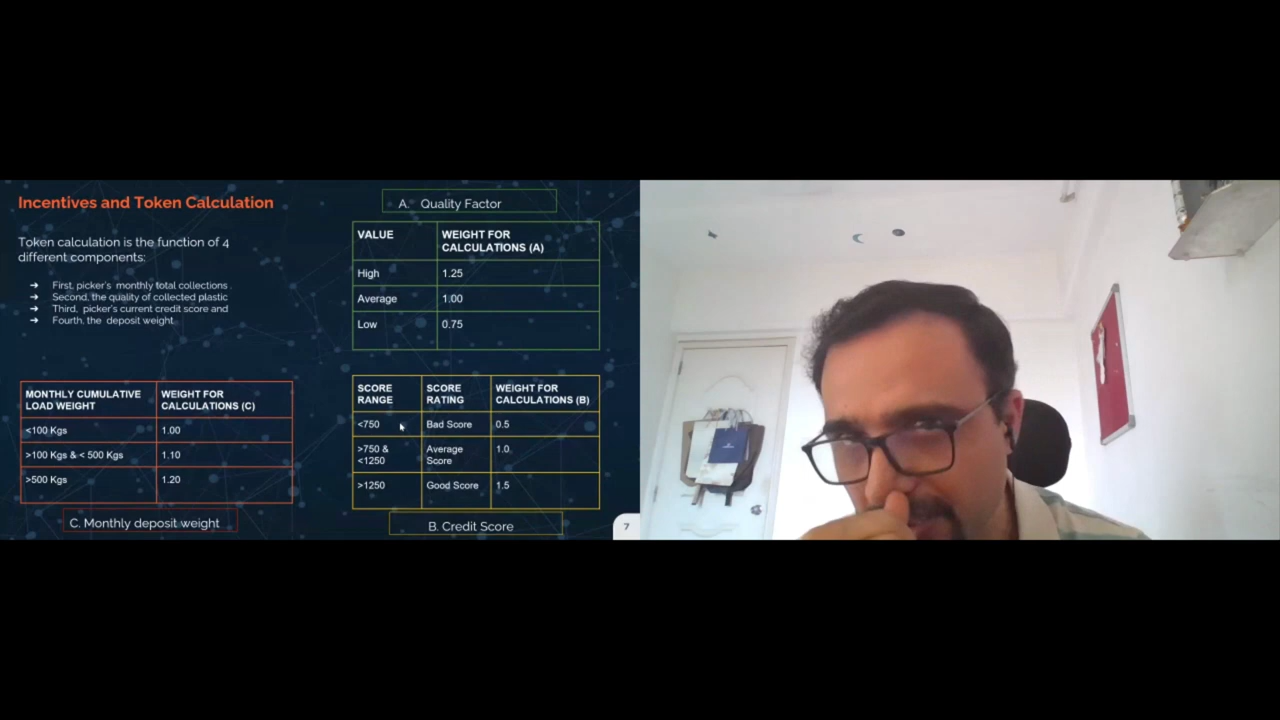 Incentives and Token Calculation
Token calculation is the function of 4
different components:
➔ First, picker's monthly total collections .
➔ Second, the quality of collected plastic
➔ Third, picker's current credit score and
➔ Fourth, the deposit weight
A. Quality Factor
VALUE WEIGHT FOR
CALCULATIONS (A)
High 1.25
Average 1.00
Low 0.75
MONTHLY CUMULATIVE WEIGHT FOR
LOAD WEIGHT CALCULATIONS (C)
<100 Kgs 1.00
>100 Kgs & < 500 Kgs 1.10
>500 Kgs 1.20
C. Monthly deposit weight
SCORE SCORE WEIGHT FOR
RANGE RATING CALCULATIONS (B)
<750 Bad Score 0.5
>750 & Average 1.0
<1250 Score
>1250 Good Score 1.5
B. Credit Score
7